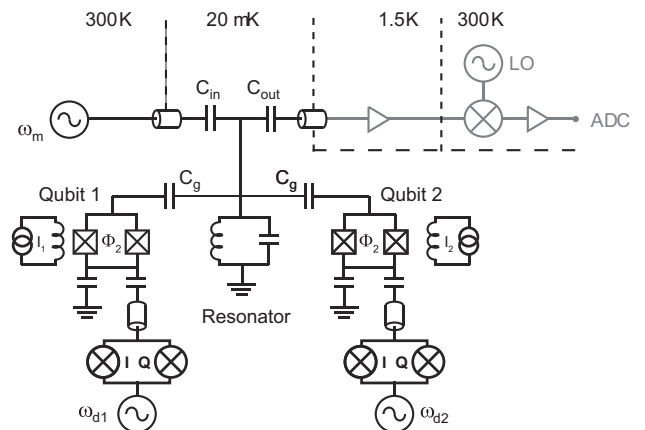 300K 20 mK 1.5K 300K
LO
C_in C_out
ω_m
ADC
C_g C_g
Qubit 1 Qubit 2
I_1 Φ_2 Φ_2 I_2
Resonator
I Q I Q
ω_d1 ω_d2